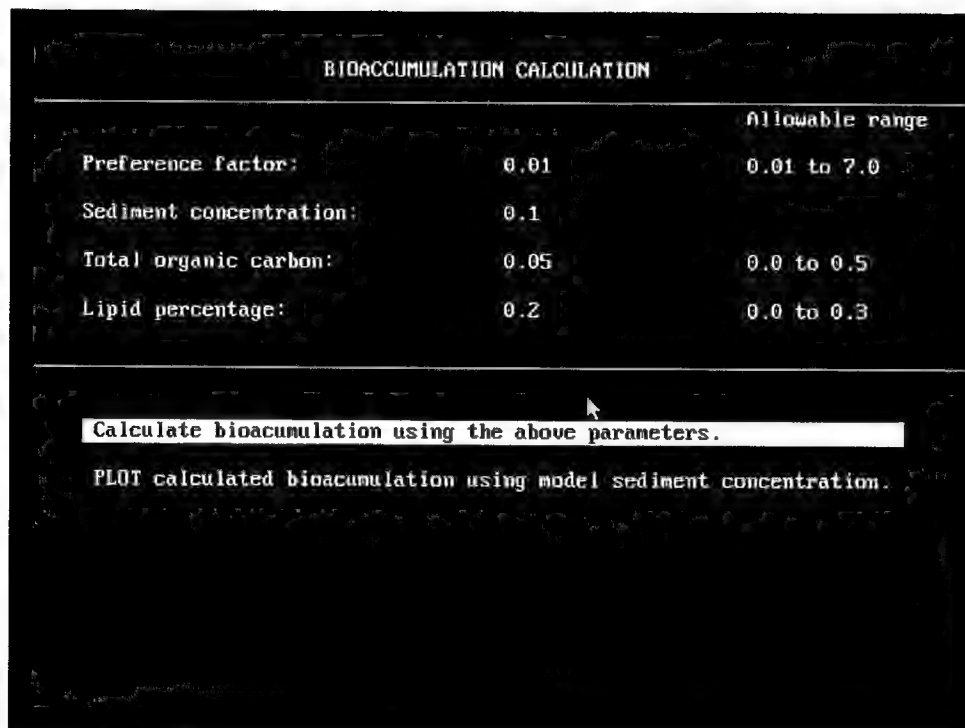 BIOACCUMULATION CALCULATION
Allowable range
Preference factor: 0.01 0.01 to 7.0
Sediment concentration: 0.1
Total organic carbon: 0.05 0.0 to 0.5
Lipid percentage: 0.2 0.0 to 0.3
Calculate bioacumulation using the above parameters.
PLOT calculated bioacumulation using model sediment concentration.